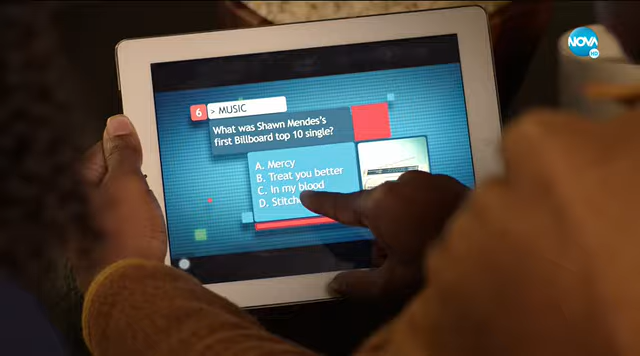 NOVA
HD
6 > MUSIC
What was Shawn Mendes's
first Billboard top 10 single?
A. Mercy
B. Treat you better
C. In my blood
D.